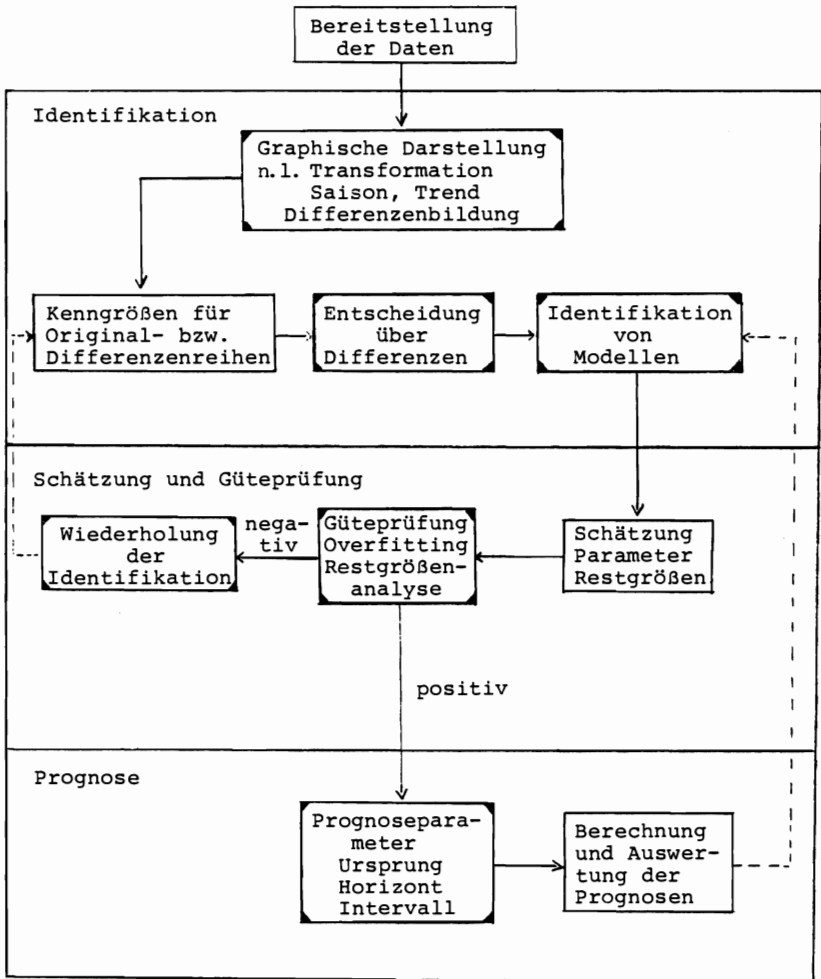 Bereitstellung
der Daten
Identifikation
Graphische Darstellung
n.l. Transformation
Saison, Trend
Differenzenbildung
Kenngrößen für
Original- bzw.
Differenzenreihen
Entscheidung
über
Differenzen
Identifikation
von
Modellen
Schätzung und Güteprüfung
Wiederholung
der
Identifikation
nega-
tiv
Güteprüfung
Overfitting
Restgrößen-
analyse
Schätzung
Parameter
Restgrößen
positiv
Prognose
Prognosepara-
meter
Ursprung
Horizont
Intervall
Berechnung
und Auswer-
tung der
Prognosen